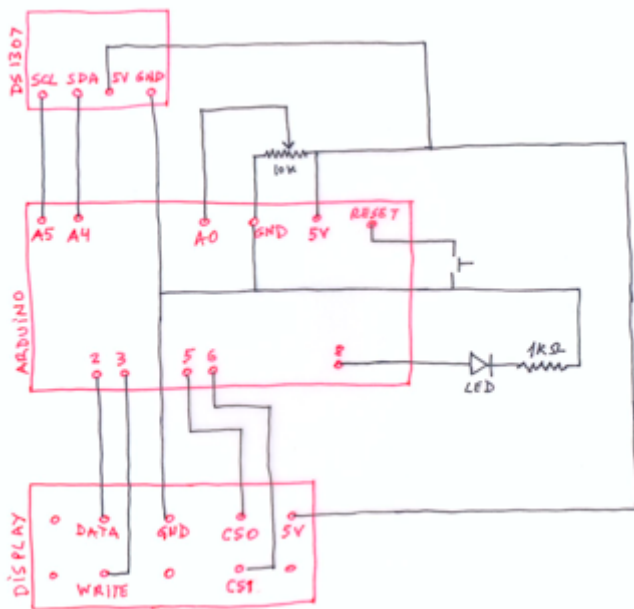 DS1307
SCL SDA 5V GND
10K
A5 A4 A0 GND 5V RESET
ARDUINO
2 3 5 6 8
LED 1KΩ
DISPLAY
DATA GND CS0 5V
WRITE CS1